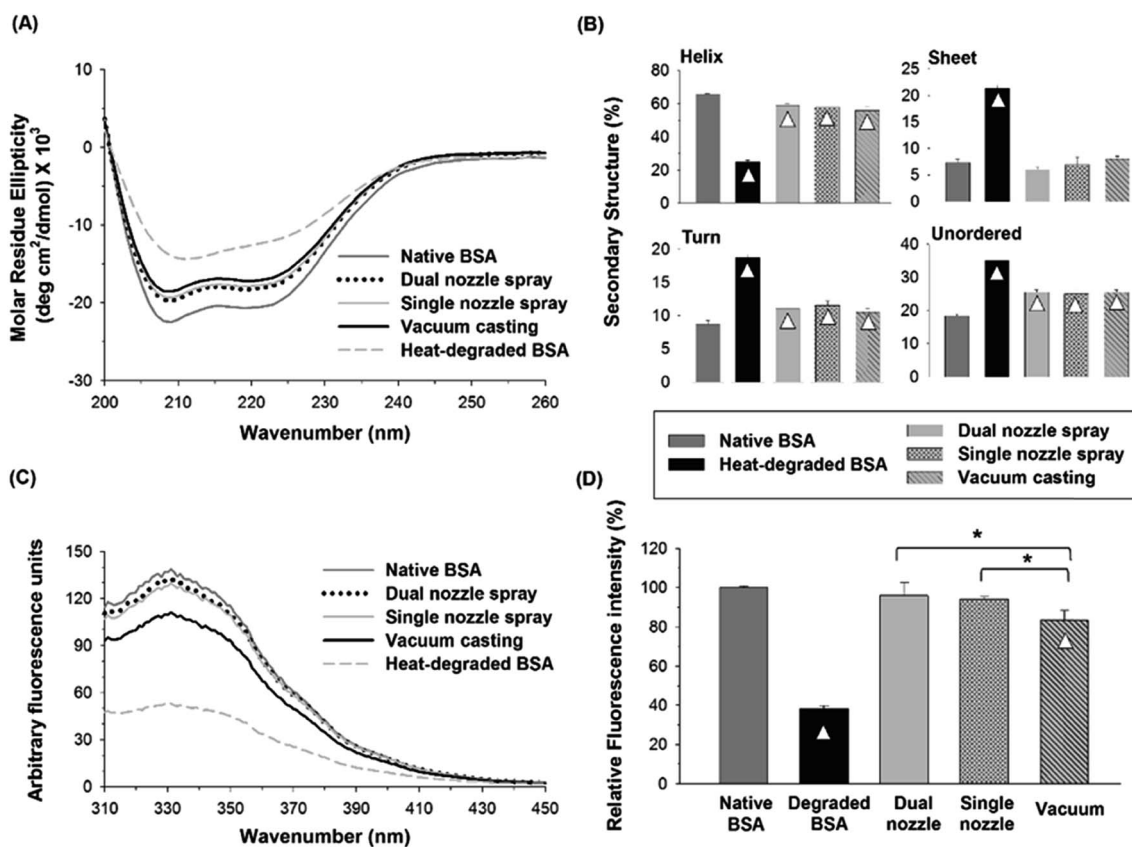 (A)
Molar Residue Ellipticity
(deg cm²/dmol) X 10³
10
0
-10
-20
-30
200 210 220 230 240 250 260
Wavenumber (nm)
Native BSA
Dual nozzle spray
Single nozzle spray
Vacuum casting
Heat-degraded BSA
(B)
Secondary Structure (%)
Helix
80
60
40
20
0
Sheet
25
20
15
10
5
0
Turn
20
15
10
5
0
Unordered
40
30
20
10
0
Native BSA
Heat-degraded BSA
Dual nozzle spray
Single nozzle spray
Vacuum casting
(C)
Arbitrary fluorescence units
150
120
90
60
30
0
310 330 350 370 390 410 430 450
Wavenumber (nm)
Native BSA
Dual nozzle spray
Single nozzle spray
Vacuum casting
Heat-degraded BSA
(D)
Relative Fluorescence intensity (%)
120
100
80
60
40
20
0
*
*
Native BSA
Degraded BSA
Dual nozzle
Single nozzle
Vacuum